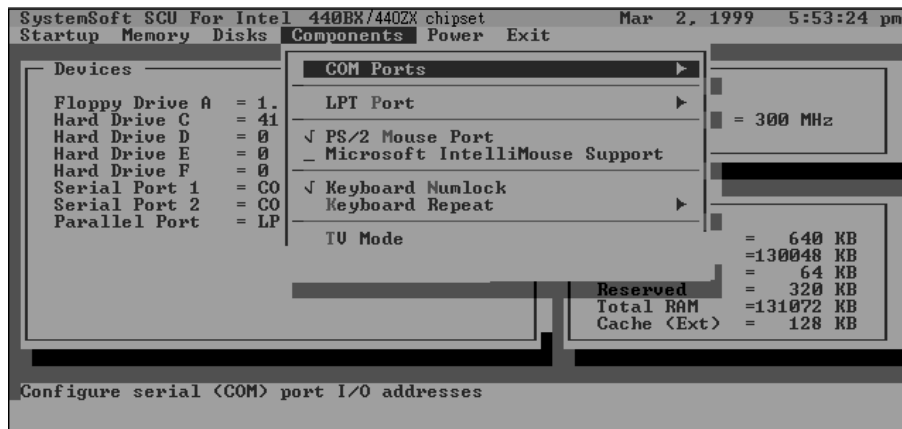 SystemSoft SCU For Intel 440BX/440ZX chipset Mar 2, 1999 5:53:24 pm
Startup Memory Disks Components Power Exit
Devices
Floppy Drive A = 1.
Hard Drive C = 41
Hard Drive D = 0
Hard Drive E = 0
Hard Drive F = 0
Serial Port 1 = CO
Serial Port 2 = CO
Parallel Port = LP
COM Ports
LPT Port
√ PS/2 Mouse Port
_ Microsoft IntelliMouse Support
√ Keyboard Numlock
Keyboard Repeat
TV Mode
= 300 MHz
= 640 KB
=130048 KB
= 64 KB
Reserved = 320 KB
Total RAM =131072 KB
Cache (Ext) = 128 KB
Configure serial (COM) port I/O addresses